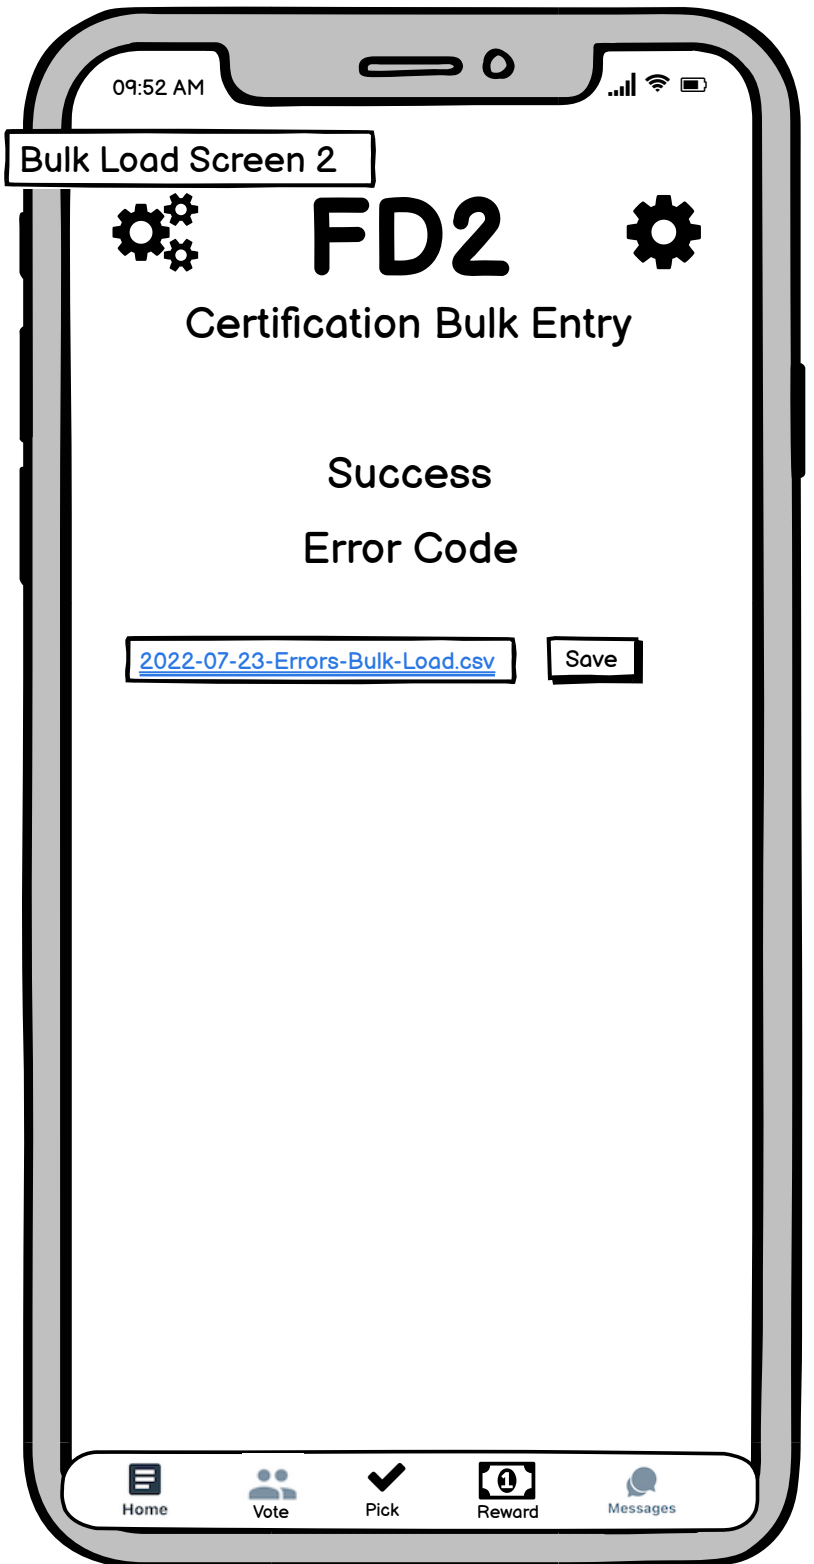 09:52 AM
Bulk Load Screen 2
FD2
Certification Bulk Entry
Success
Error Code
2022-07-23-Errors-Bulk-Load.csv Save
1
Home Vote Pick Reward Messages